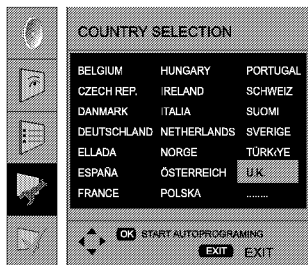 COUNTRY SELECTION
BELGIUM HUNGARY PORTUGAL
CZECH REP. IRELAND SCHWEIZ
DANMARK ITALIA SUOMI
DEUTSCHLAND NETHERLANDS SVERIGE
ELLADA NORGE TÜRKıYE
ESPAÑA ÖSTERREICH U.K.
FRANCE POLSKA ........
OK START AUTOPROGRAMING
EXIT EXIT